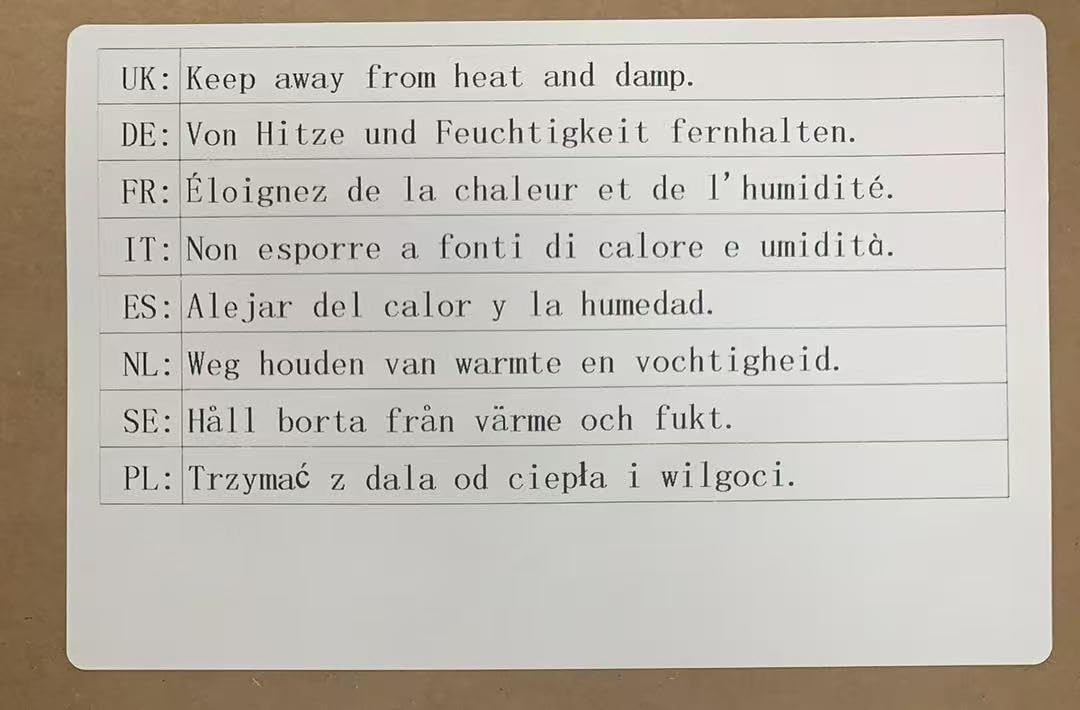 UK: Keep away from heat and damp.
DE: Von Hitze und Feuchtigkeit fernhalten.
FR: Éloignez de la chaleur et de l'humidité.
IT: Non esporre a fonti di calore e umidità.
ES: Alejar del calor y la humedad.
NL: Weg houden van warmte en vochtigheid.
SE: Håll borta från värme och fukt.
PL: Trzymać z dala od ciepła i wilgoci.